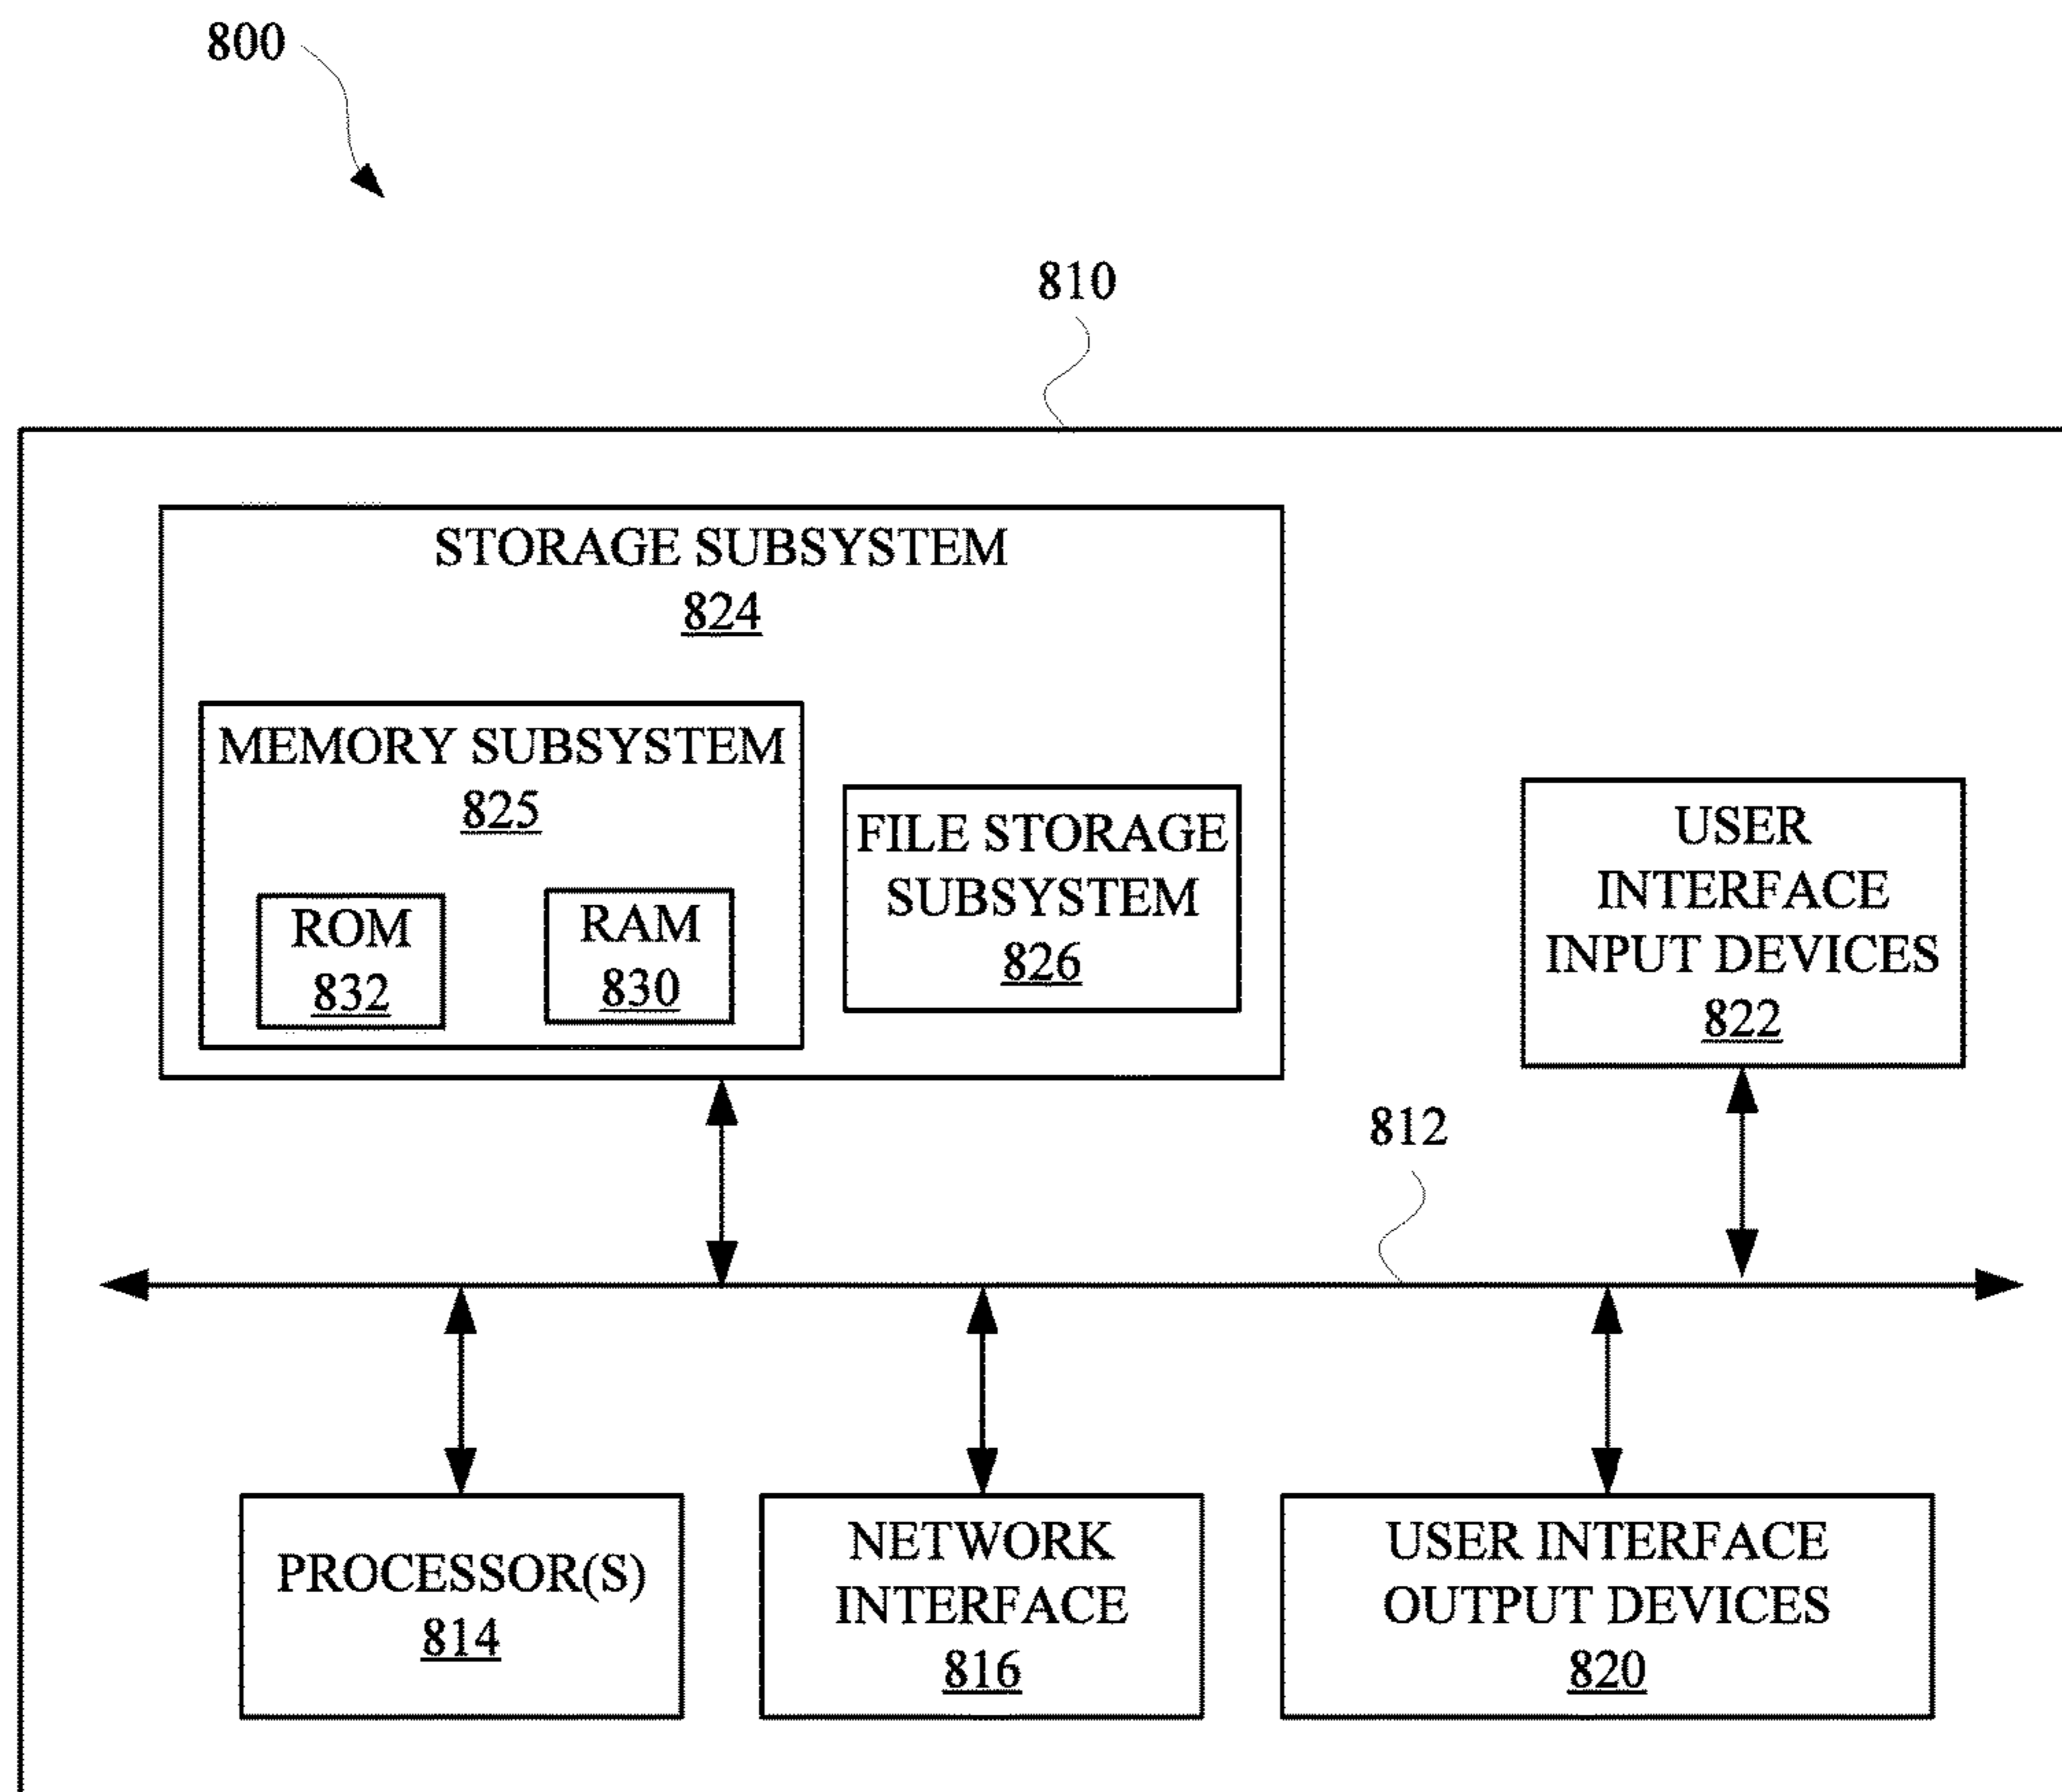 800
810
STORAGE SUBSYSTEM
824
MEMORY SUBSYSTEM
825
ROM
832
RAM
830
FILE STORAGE
SUBSYSTEM
826
USER
INTERFACE
INPUT DEVICES
822
812
PROCESSOR(S)
814
NETWORK
INTERFACE
816
USER INTERFACE
OUTPUT DEVICES
820